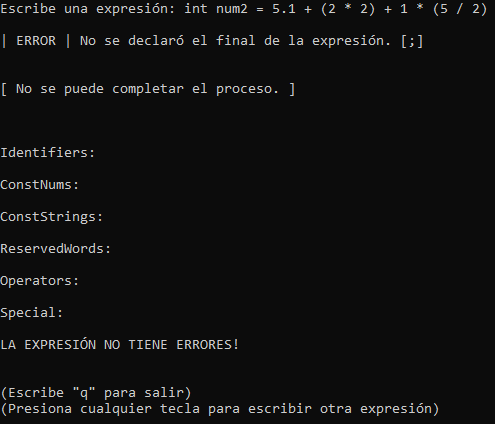 Escribe una expresión: int num2 = 5.1 + (2 * 2) + 1 * (5 / 2)
| ERROR | No se declaró el final de la expresión. [;]
[ No se puede completar el proceso. ]
Identifiers:
ConstNums:
ConstStrings:
ReservedWords:
Operators:
Special:
LA EXPRESIÓN NO TIENE ERRORES!
(Escribe "q" para salir)
(Presiona cualquier tecla para escribir otra expresión)